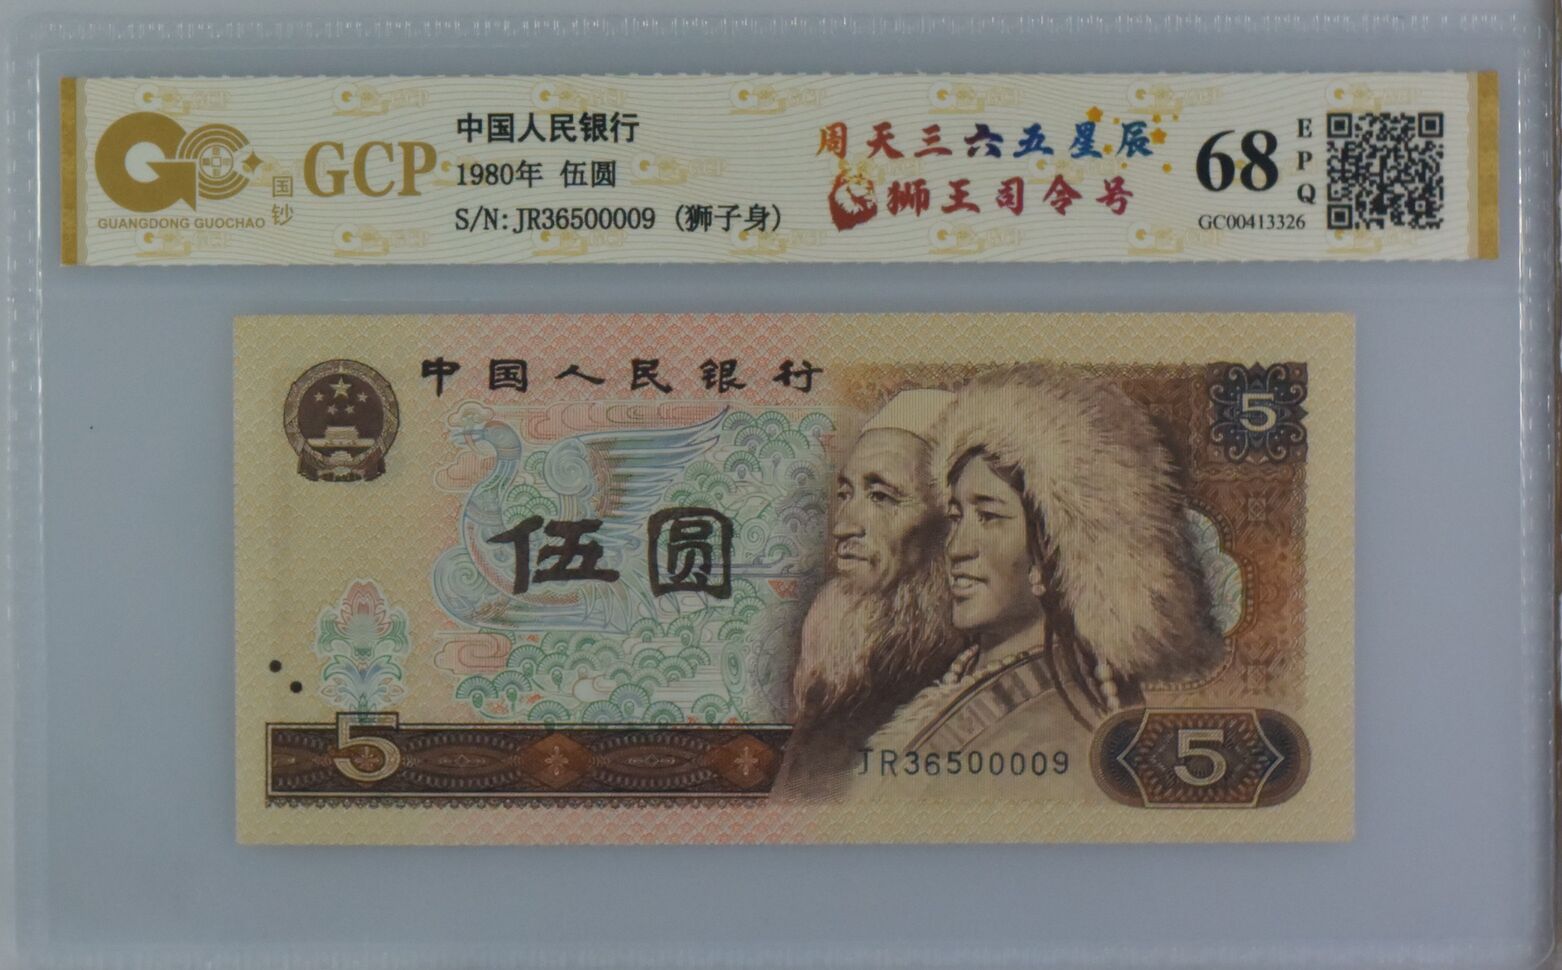 GCP
国钞
GUANGDONG GUOCHAO
中国人民银行
1980年 伍圆
S/N:JR36500009 (狮子身)
周天三六五星辰
狮王司令号
68
EPQ
GC00413326
中国人民银行
5
伍圆
5
JR36500009
5